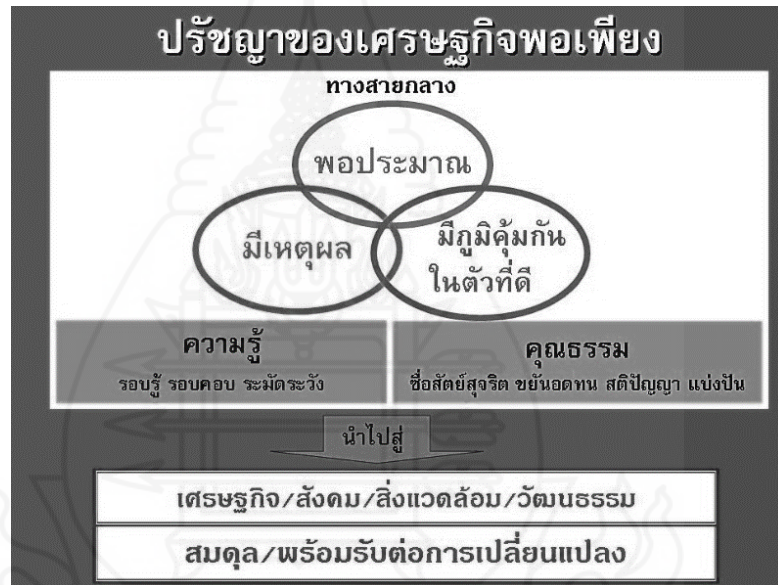 ปรัชญาของเศรษฐกิจพอเพียง
ทางสายกลาง
พอประมาณ
มีเหตุผล
มีภูมิคุ้มกัน
ในตัวที่ดี
ความรู้
รอบรู้ รอบคอบ ระมัดระวัง
คุณธรรม
ซื่อสัตย์สุจริต ขยันอดทน สติปัญญา แบ่งปัน
นำไปสู่
เศรษฐกิจ/สังคม/สิ่งแวดล้อม/วัฒนธรรม
สมดุล/พร้อมรับต่อการเปลี่ยนแปลง